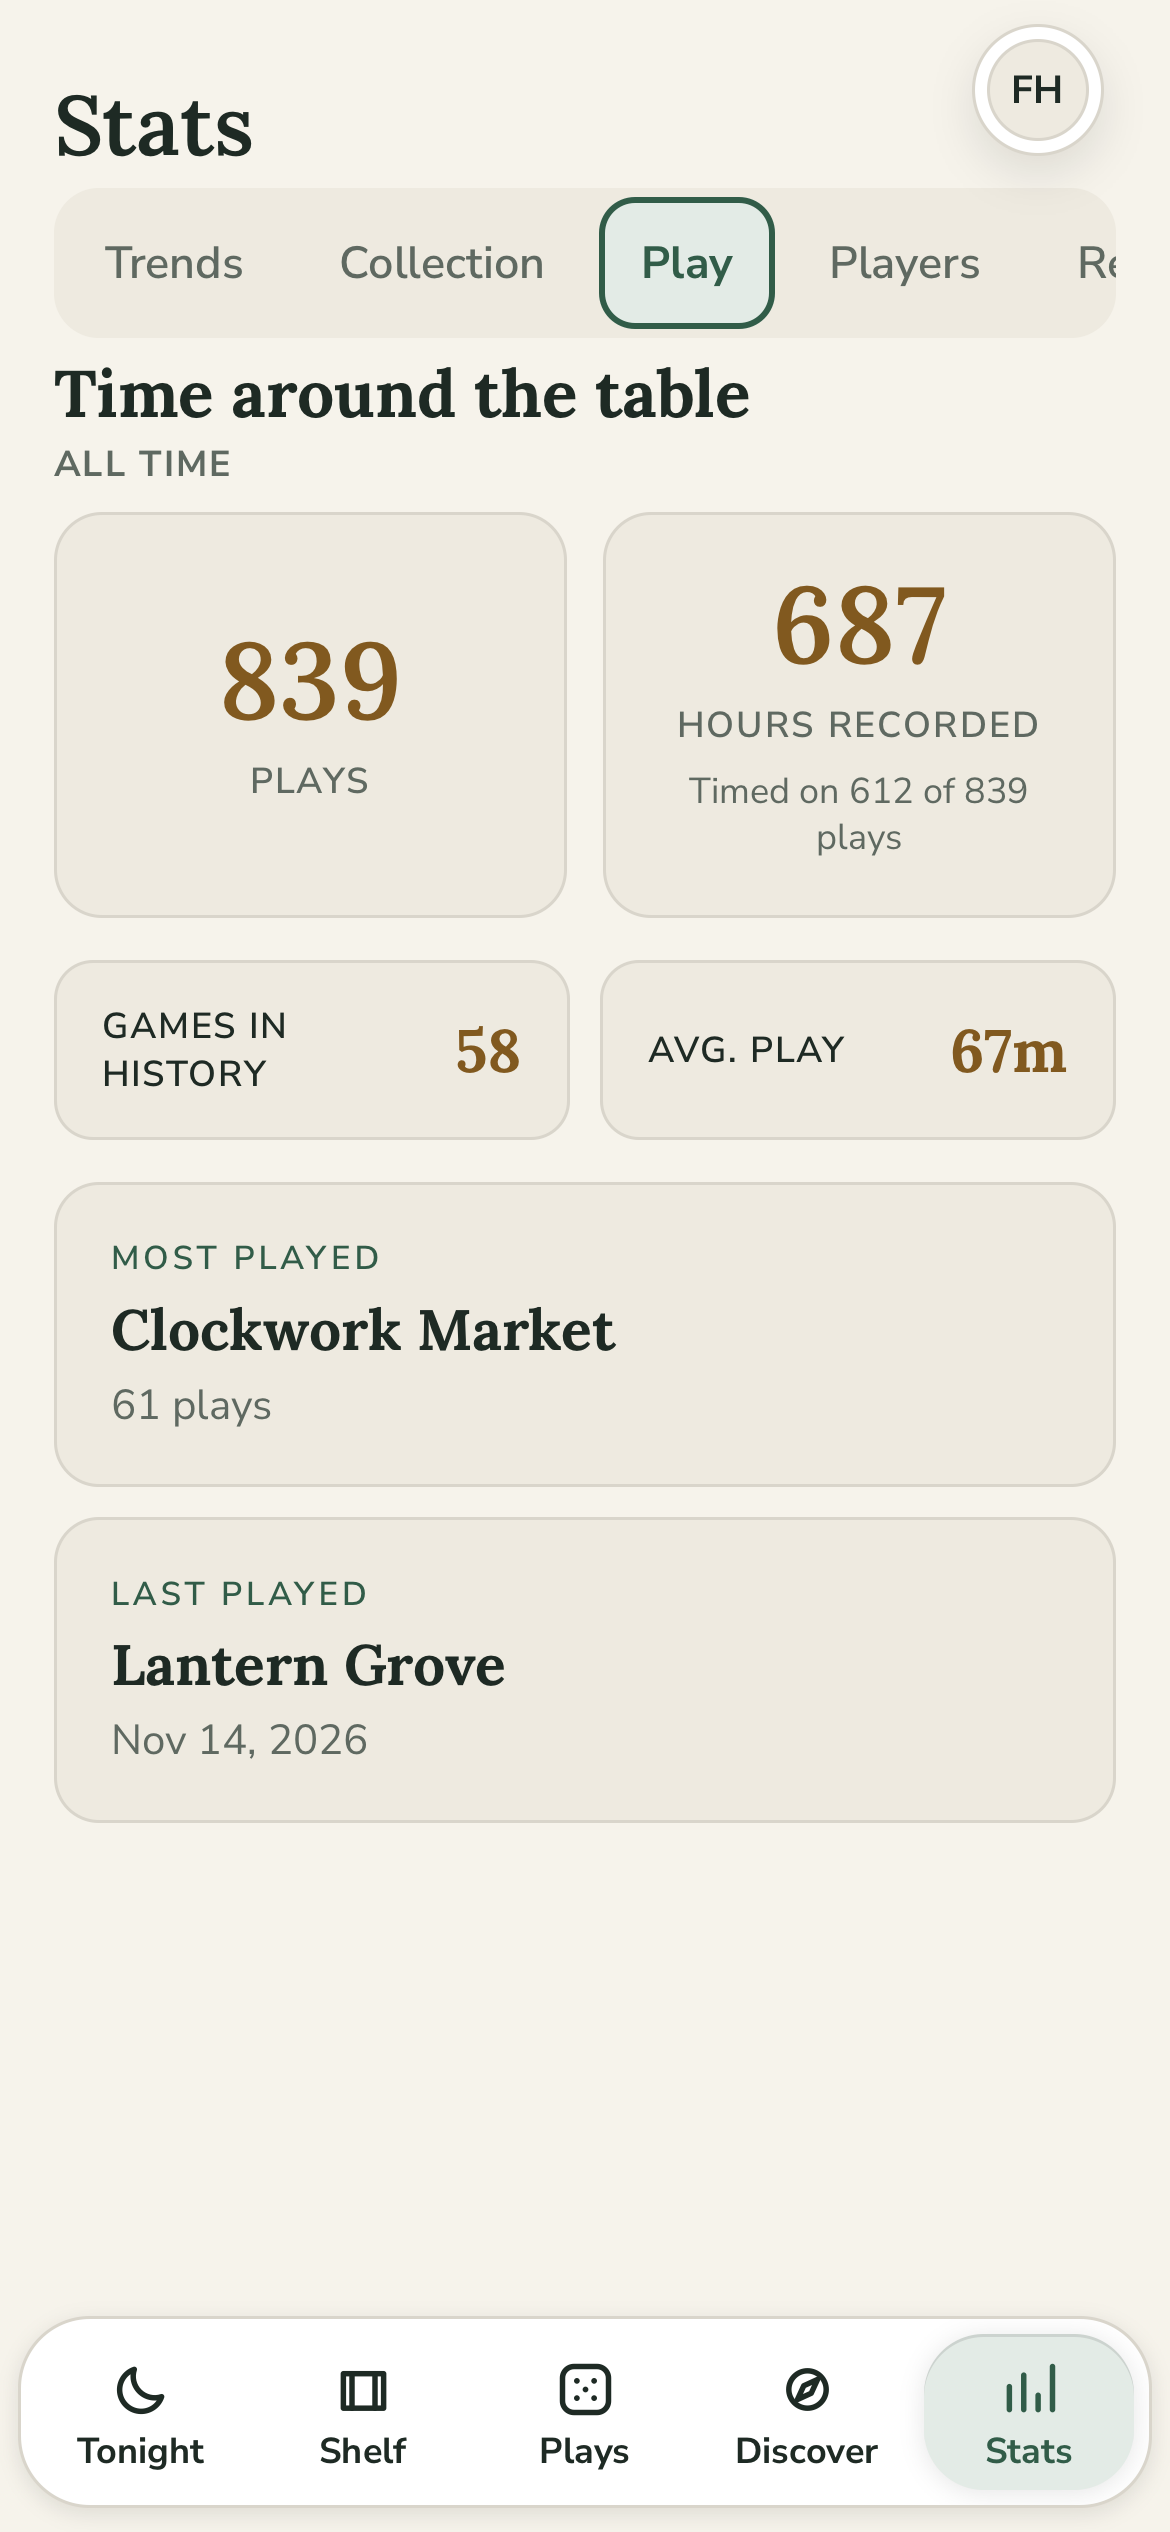 Stats
FH
Trends Collection Play Players Re
Time around the table
ALL TIME
839
PLAYS
687
HOURS RECORDED
Timed on 612 of 839
plays
GAMES IN
HISTORY
58
AVG. PLAY
67m
MOST PLAYED
Clockwork Market
61 plays
LAST PLAYED
Lantern Grove
Nov 14, 2026
Tonight Shelf Plays Discover Stats